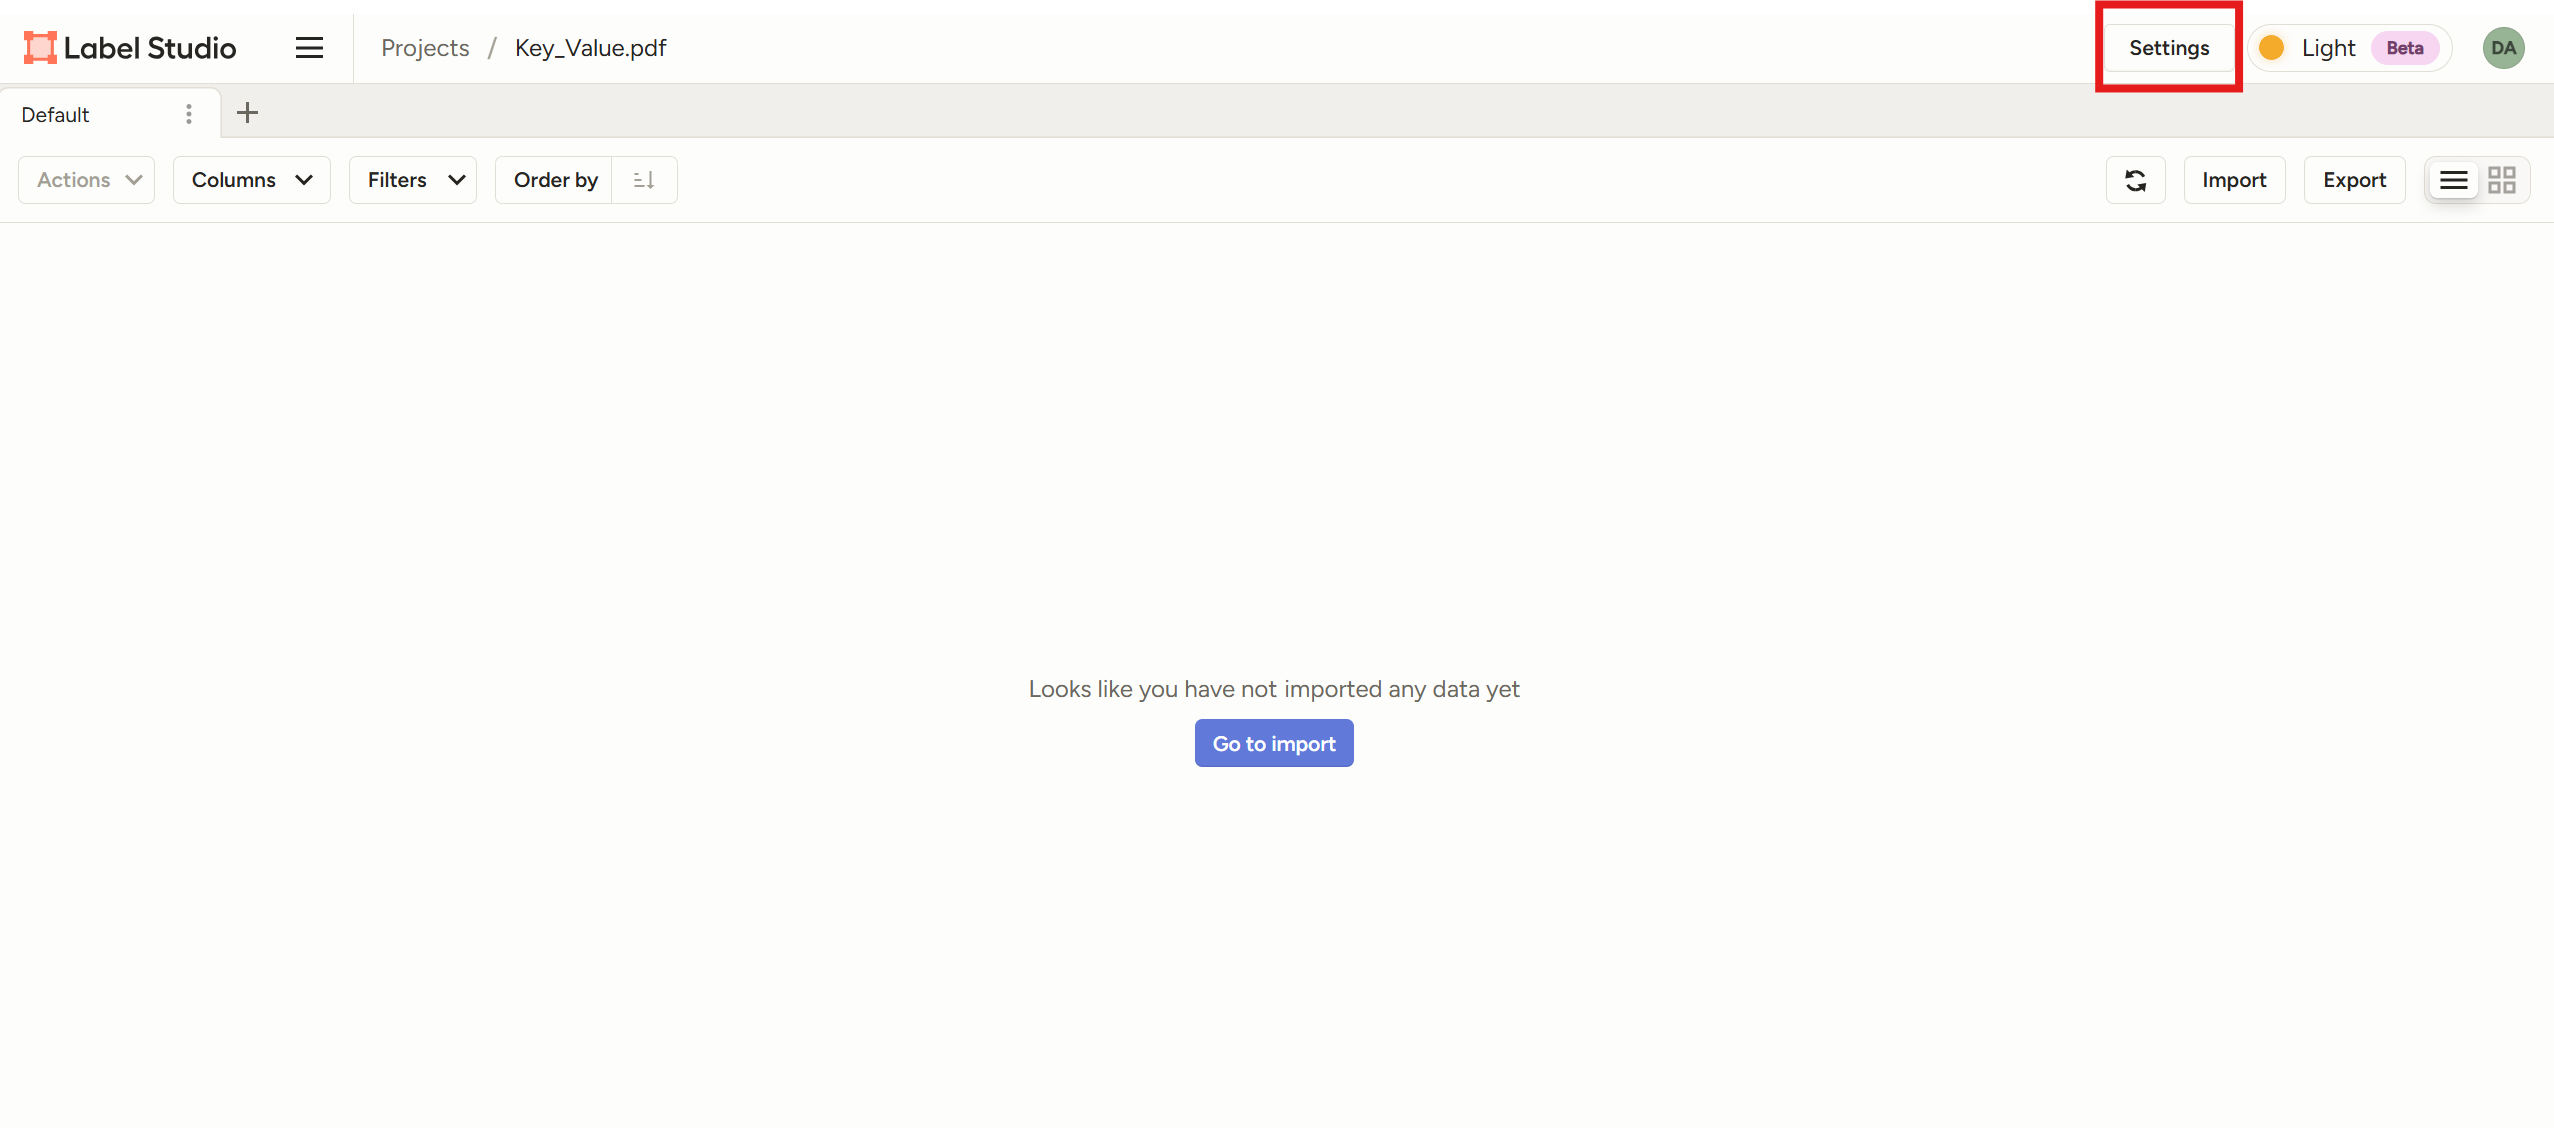 Label Studio Projects / Key_Value.pdf Settings Light Beta DA
Default
Actions Columns Filters Order by Import Export
Looks like you have not imported any data yet
Go to import